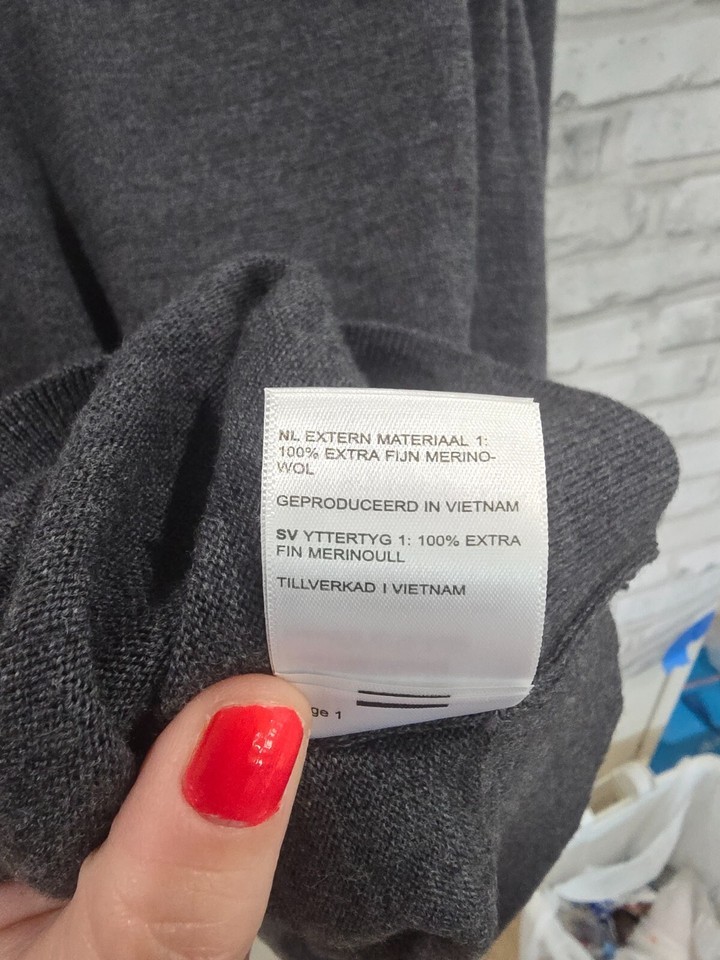 NL EXTERN MATERIAAL 1:
100% EXTRA FIJN MERINO-
WOL
GEPRODUCEERD IN VIETNAM
SV YTTERTYG 1: 100% EXTRA
FIN MERINOULL
TILLVERKAD I VIETNAM
1